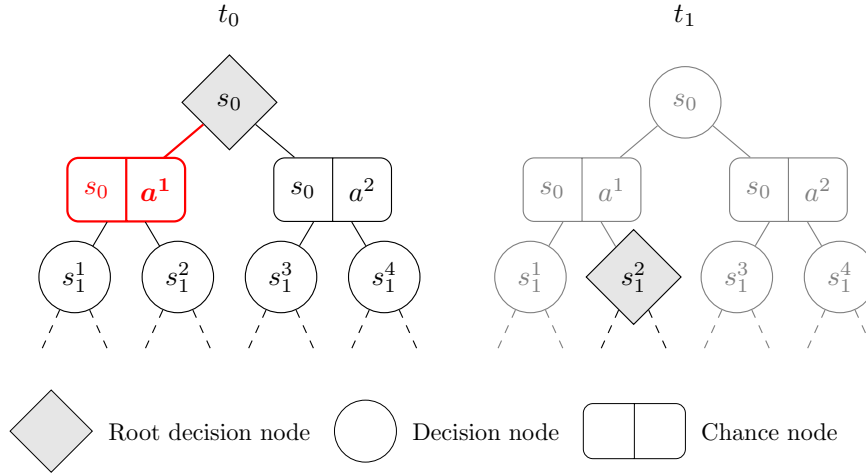 t₀ t₁
s₀ s₀
s₀ a¹ s₀ a² s₀ a¹ s₀ a²
s₁¹ s₁² s₁³ s₁⁴ s₁¹ s₁² s₁³ s₁⁴
Root decision node Decision node Chance node